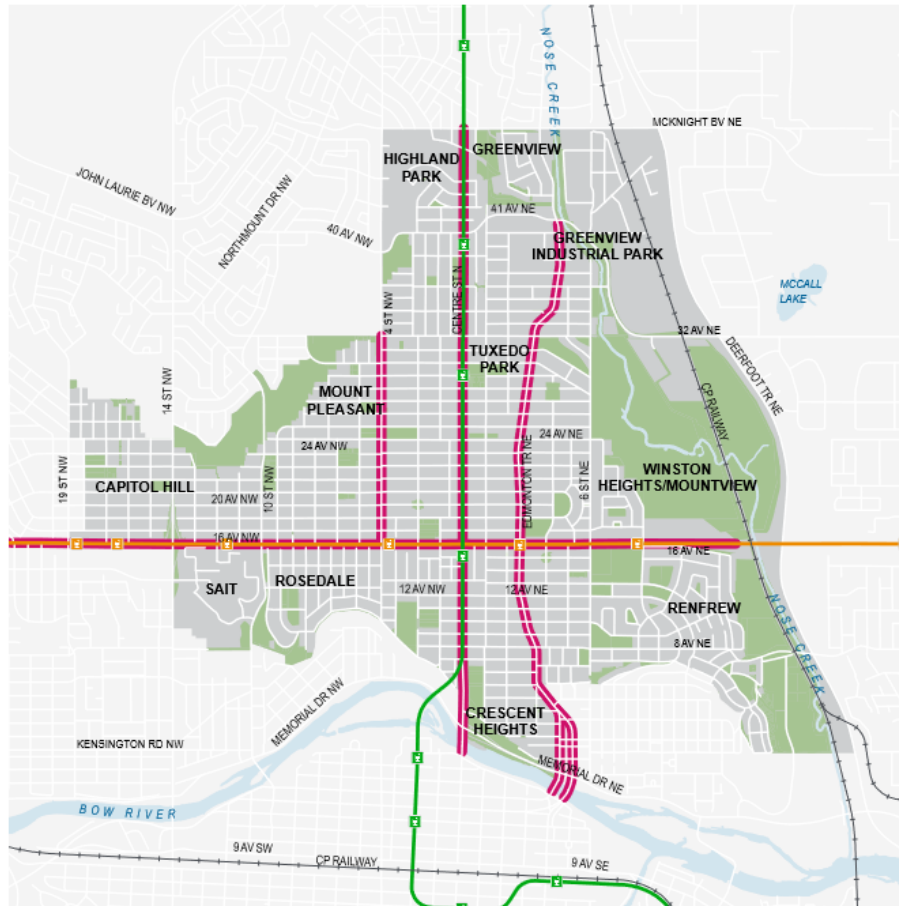 NOSE CREEK
MCKNIGHT BV NE
GREENVIEW
HIGHLAND
PARK
JOHN LAURIE BV NW
NORTHMOUNT DR NW
41 AV NE
40 AV NW
GREENVIEW
INDUSTRIAL PARK
MCCALL
LAKE
4 ST NW
CENTRE ST N
32 AV NE
DEERFOOT TR NE
TUXEDO
PARK
CP RAILWAY
14 ST NW
MOUNT
PLEASANT
24 AV NW
24 AV NE
19 ST NW
CAPITOL HILL
10 ST NW
20 AV NW
EDMONTON TR NE
6 ST NE
WINSTON
HEIGHTS/MOUNTVIEW
16 AV NW
16 AV NE
SAIT
ROSEDALE
12 AV NW
12 AV NE
RENFREW
8 AV NE
NOSE CREEK
MEMORIAL DR NW
CRESCENT
HEIGHTS
KENSINGTON RD NW
MEMORIAL DR NE
BOW RIVER
9 AV SW
CP RAILWAY
9 AV SE